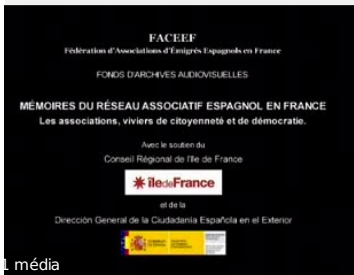 FACEEF
Fédération d'Associations d'Émigrés Espagnols en France
FONDS D'ARCHIVES AUDIOVISUELLES
MÉMOIRES DU RÉSEAU ASSOCIATIF ESPAGNOL EN FRANCE
Les associations, viviers de citoyenneté et de démocratie.
Avec le soutien du
Conseil Régional de l'Ile de France
îledeFrance
et de la
Dirección General de la Ciudadanía Española en el Exterior
1 média